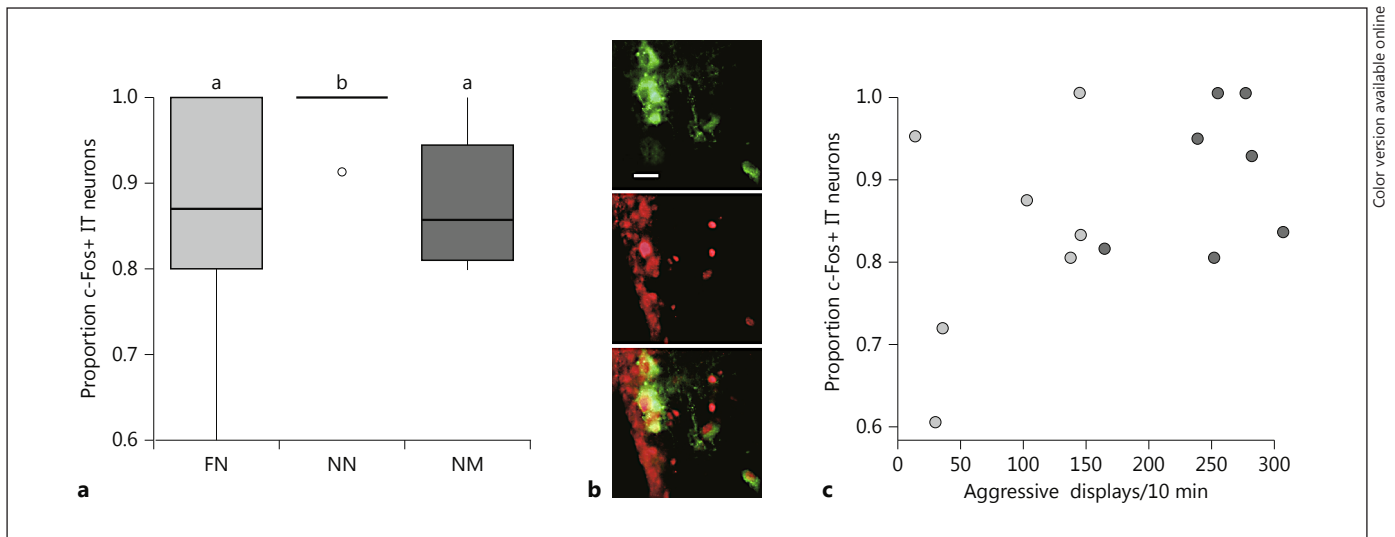 Color version available online
a b a
Proportion c-Fos+ IT neurons
1.0
0.9
0.8
0.7
0.6
FN NN NM
a
b
Proportion c-Fos+ IT neurons
1.0
0.9
0.8
0.7
0.6
0 50 100 150 200 250 300
Aggressive displays/10 min
c